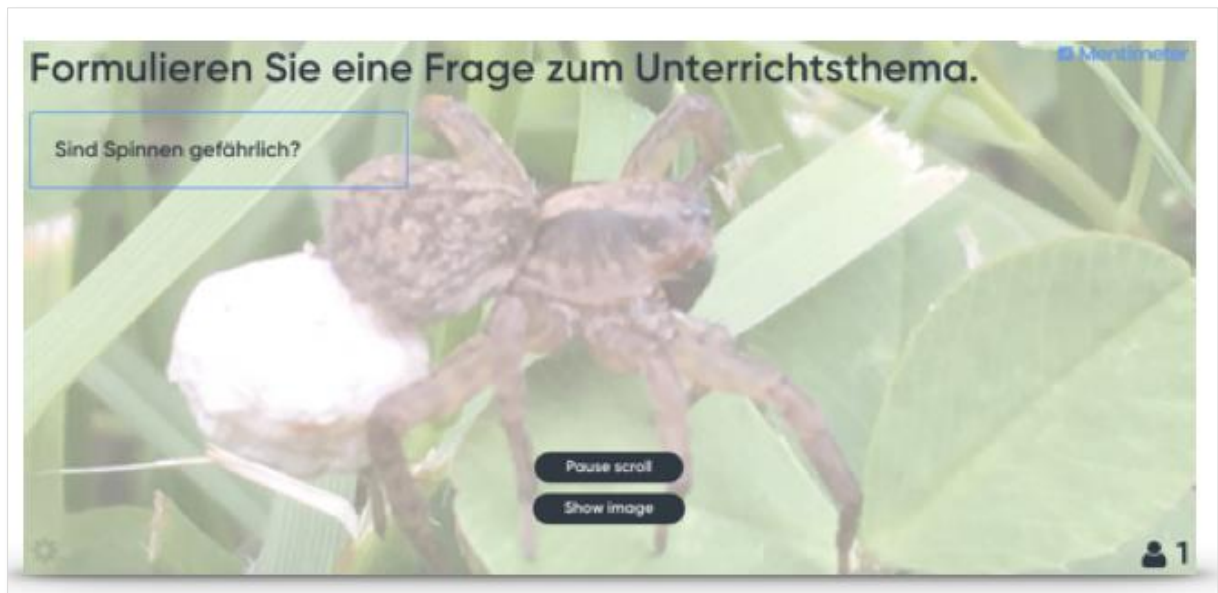 Formulieren Sie eine Frage zum Unterrichtsthema.
Mentimeter
Sind Spinnen gefährlich?
Pause scroll
Show image
1